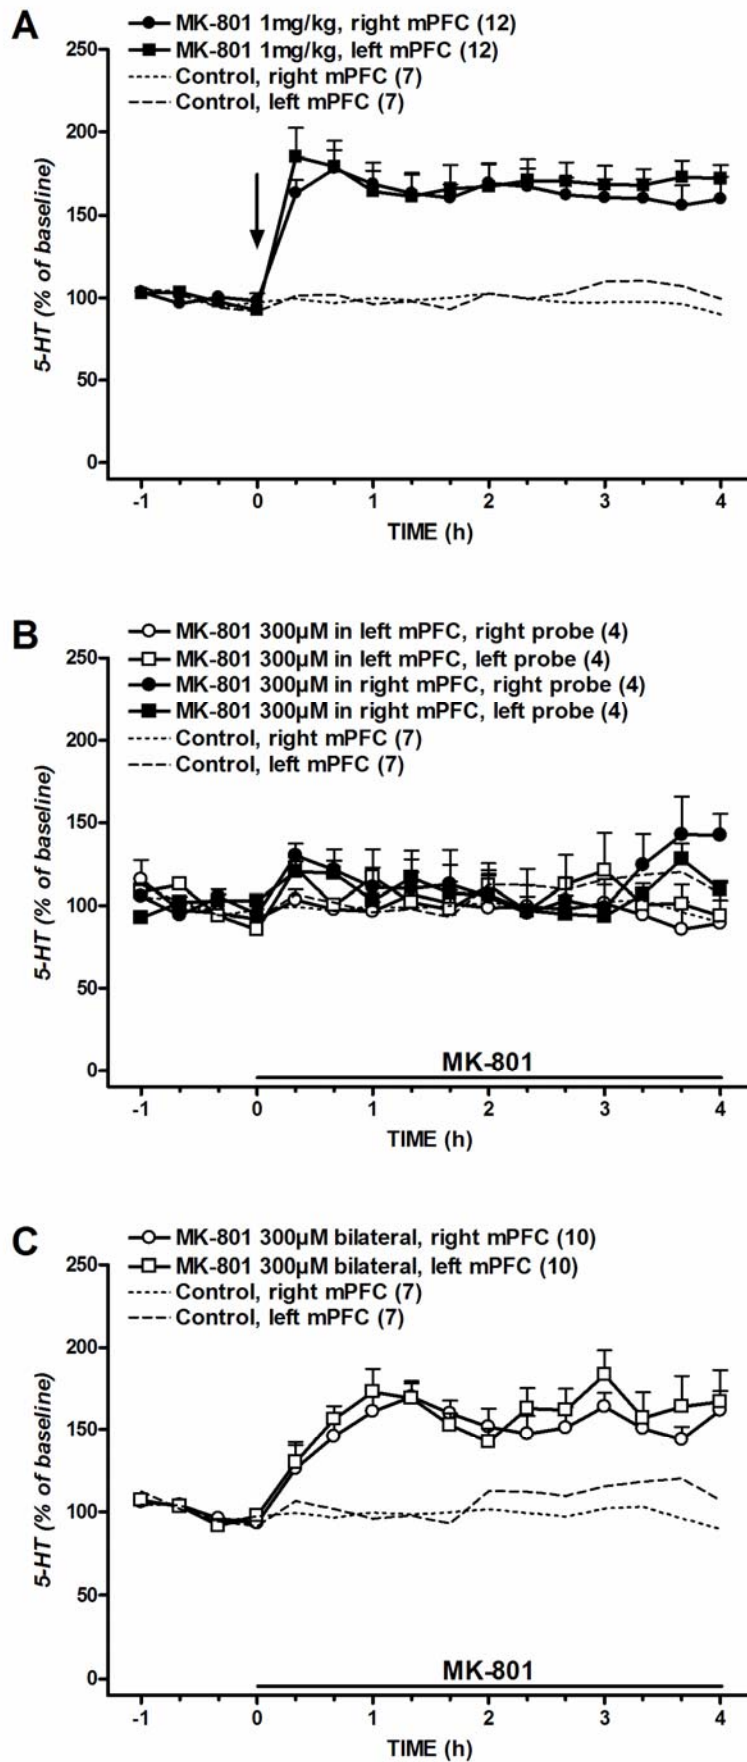 A
MK-801 1mg/kg, right mPFC (12)
MK-801 1mg/kg, left mPFC (12)
Control, right mPFC (7)
Control, left mPFC (7)
250
200
150
100
50
0
5-HT (% of baseline)
-1 0 1 2 3 4
TIME (h)
B
MK-801 300µM in left mPFC, right probe (4)
MK-801 300µM in left mPFC, left probe (4)
MK-801 300µM in right mPFC, right probe (4)
MK-801 300µM in right mPFC, left probe (4)
Control, right mPFC (7)
Control, left mPFC (7)
250
200
150
100
50
0
5-HT (% of baseline)
MK-801
-1 0 1 2 3 4
TIME (h)
C
MK-801 300µM bilateral, right mPFC (10)
MK-801 300µM bilateral, left mPFC (10)
Control, right mPFC (7)
Control, left mPFC (7)
250
200
150
100
50
0
5-HT (% of baseline)
MK-801
-1 0 1 2 3 4
TIME (h)